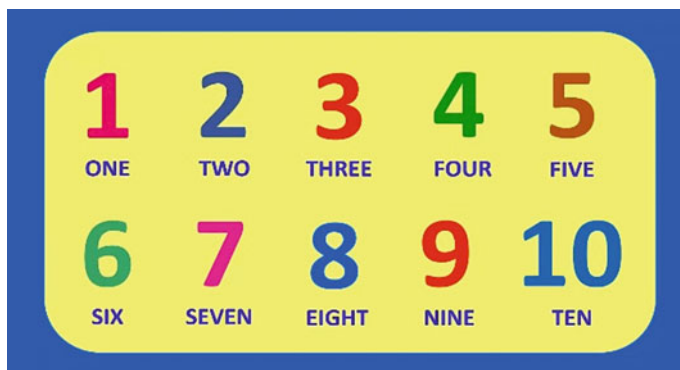 1 2 3 4 5
ONE TWO THREE FOUR FIVE
6 7 8 9 10
SIX SEVEN EIGHT NINE TEN